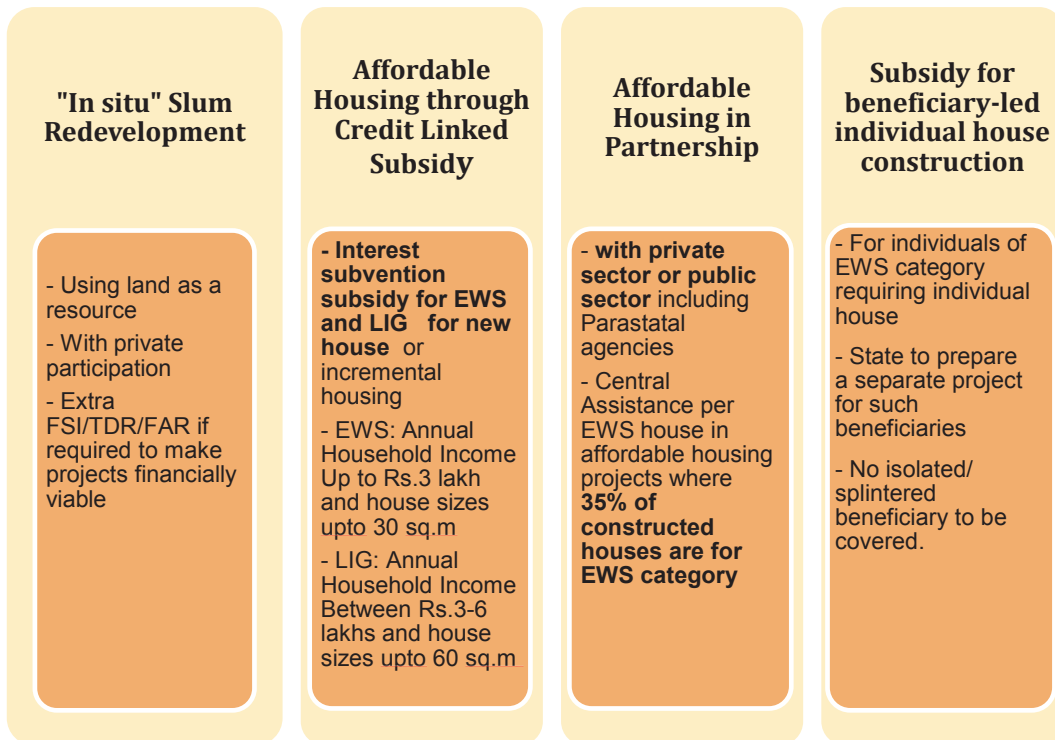 "In situ" Slum
Redevelopment
- Using land as a
resource
- With private
participation
- Extra
FSI/TDR/FAR if
required to make
projects financially
viable
Affordable
Housing through
Credit Linked
Subsidy
- Interest
subvention
subsidy for EWS
and LIG for new
house or
incremental
housing
- EWS: Annual
Household Income
Up to Rs.3 lakh
and house sizes
upto 30 sq.m
- LIG: Annual
Household Income
Between Rs.3-6
lakhs and house
sizes upto 60 sq.m
Affordable
Housing in
Partnership
- with private
sector or public
sector including
Parastatal
agencies
- Central
Assistance per
EWS house in
affordable housing
projects where
35% of
constructed
houses are for
EWS category
Subsidy for
beneficiary-led
individual house
construction
- For individuals of
EWS category
requiring individual
house
- State to prepare
a separate project
for such
beneficiaries
- No isolated/
splintered
beneficiary to be
covered.